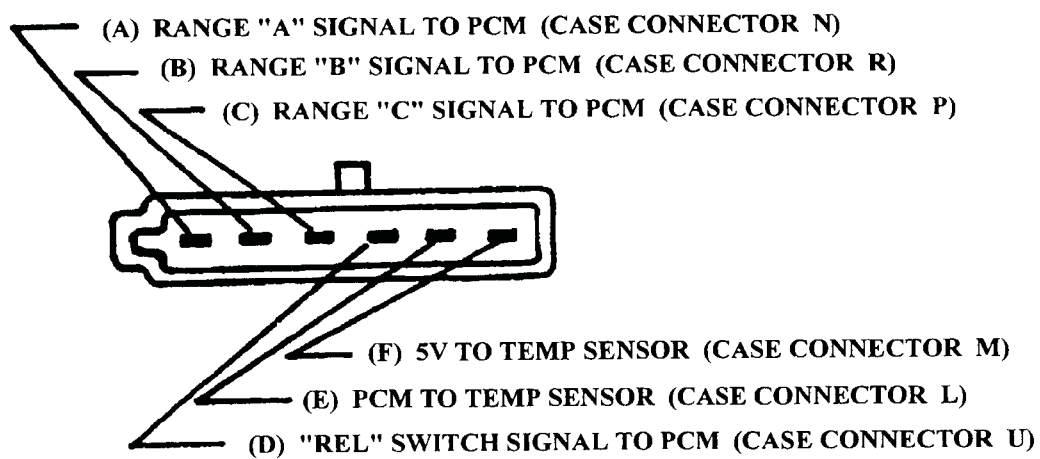 (A) RANGE "A" SIGNAL TO PCM (CASE CONNECTOR N)
(B) RANGE "B" SIGNAL TO PCM (CASE CONNECTOR R)
(C) RANGE "C" SIGNAL TO PCM (CASE CONNECTOR P)
(F) 5V TO TEMP SENSOR (CASE CONNECTOR M)
(E) PCM TO TEMP SENSOR (CASE CONNECTOR L)
(D) "REL" SWITCH SIGNAL TO PCM (CASE CONNECTOR U)